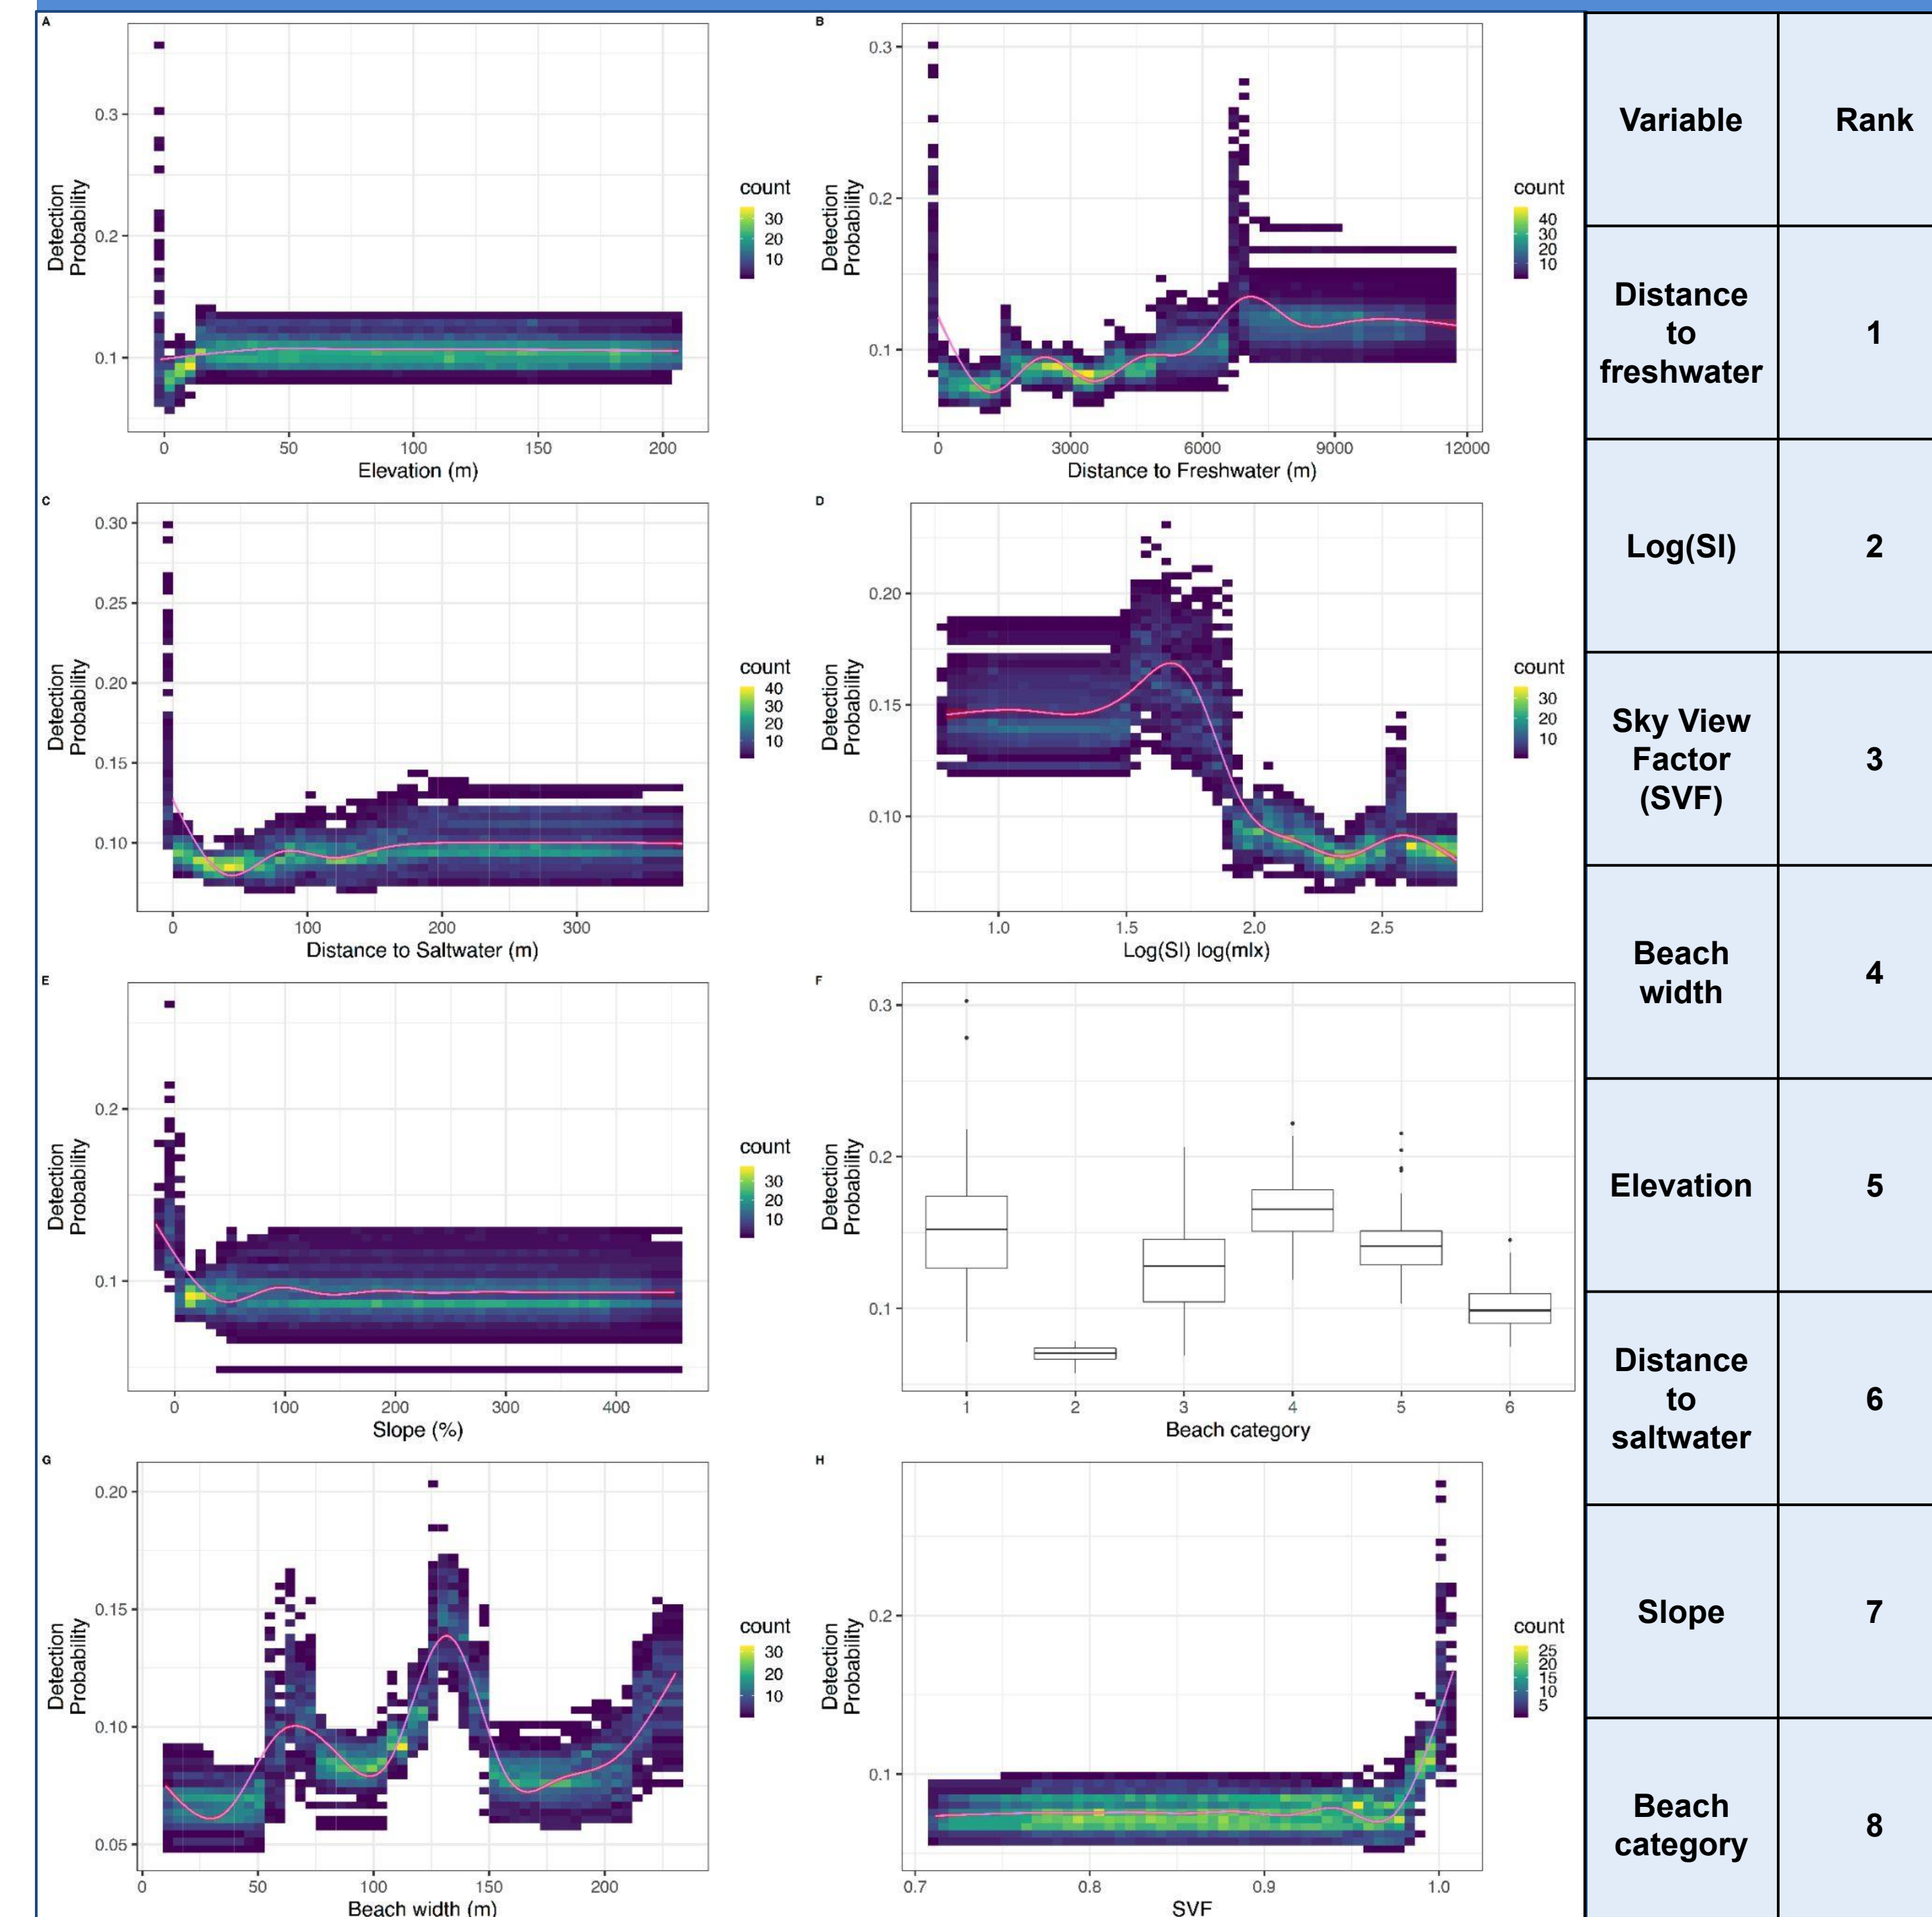 A
Detection
Probability
0.3
0.2
0.1
0
50
100
150
200
Elevation (m)
count
30
20
10
B
Detection
Probability
0.3
0.2
0.1
0
3000
6000
9000
12000
Distance to Freshwater (m)
count
40
30
20
10
C
Detection
Probability
0.30
0.25
0.20
0.15
0.10
0
100
200
300
Distance to Saltwater (m)
count
40
30
20
10
D
Detection
Probability
0.20
0.15
0.10
1.0
1.5
2.0
2.5
Log(SI) log(mlx)
count
30
20
10
E
Detection
Probability
0.2
0.1
0
100
200
300
400
Slope (%)
count
30
20
10
F
Detection
Probability
0.3
0.2
0.1
1
2
3
4
5
6
Beach category
G
Detection
Probability
0.20
0.15
0.10
0.05
0
50
100
150
200
Beach width (m)
count
30
20
10
H
Detection
Probability
0.2
0.1
0.7
0.8
0.9
1.0
SVF
count
25
20
15
10
5
Variable Rank
Distance
to
freshwater
1
Log(SI) 2
Sky View
Factor
(SVF)
3
Beach
width
4
Elevation 5
Distance
to
saltwater
6
Slope 7
Beach
category
8